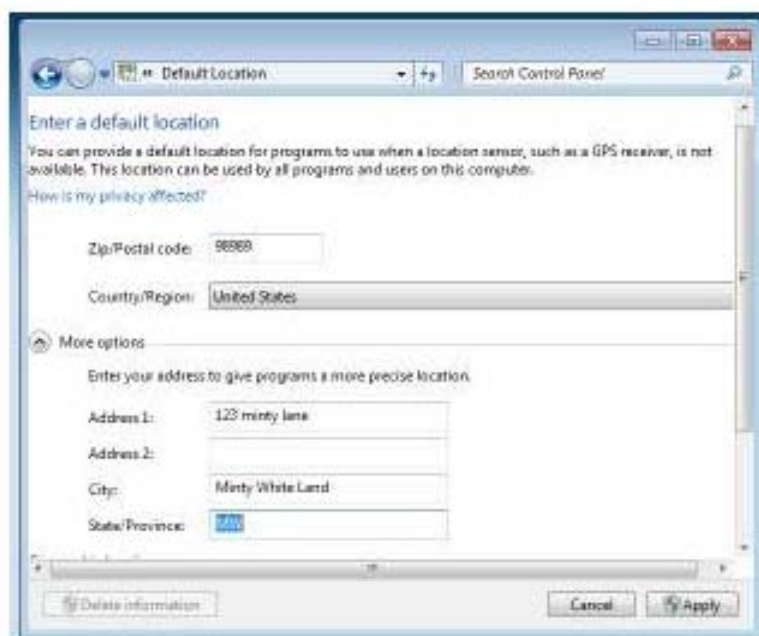 « Default Location
Search Control Panel
Enter a default location
You can provide a default location for programs to use when a location sensor, such as a GPS receiver, is not
available. This location can be used by all programs and users on this computer.
How is my privacy affected?
Zip/Postal code:
Country/Region: United States
More options
Enter your address to give programs a more precise location.
Address 1: 123 minty lane
Address 2:
City: Minty White Land
State/Province:
Delete information
Cancel
Apply